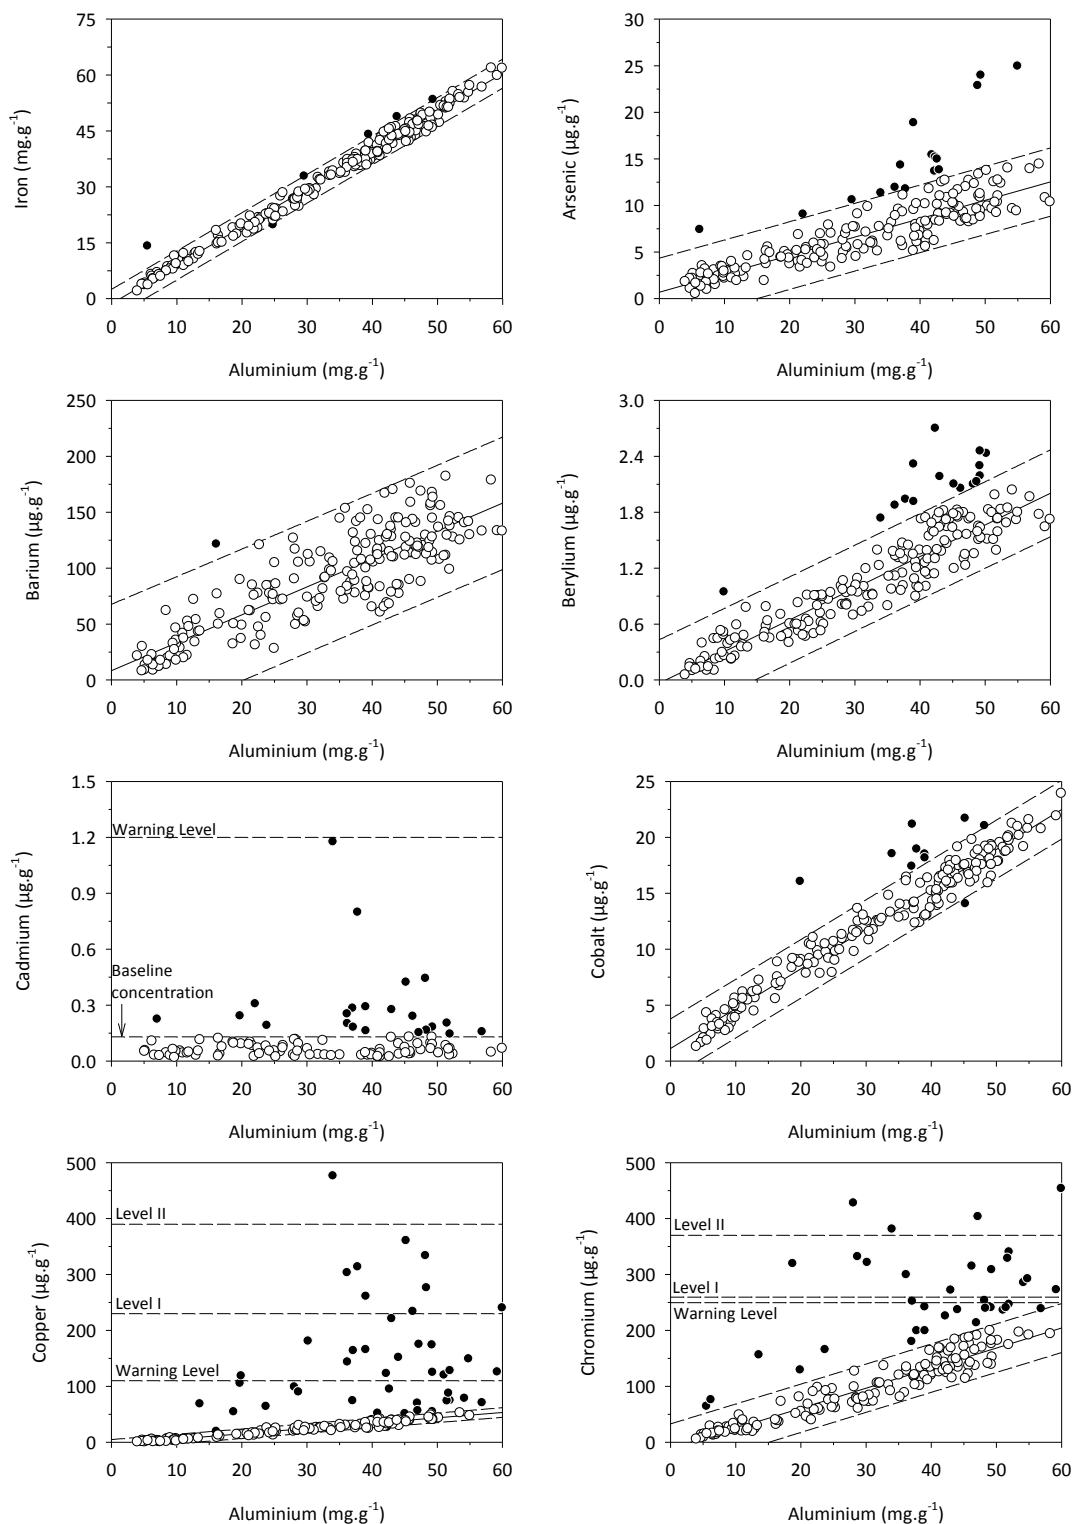 75
60
45
30
15
0
Iron (mg.g⁻¹)
0 10 20 30 40 50 60
Aluminium (mg.g⁻¹)
30
25
20
15
10
5
0
Arsenic (µg.g⁻¹)
0 10 20 30 40 50 60
Aluminium (mg.g⁻¹)
250
200
150
100
50
0
Barium (µg.g⁻¹)
0 10 20 30 40 50 60
Aluminium (mg.g⁻¹)
3.0
2.4
1.8
1.2
0.6
0.0
Berylium (µg.g⁻¹)
0 10 20 30 40 50 60
Aluminium (mg.g⁻¹)
1.5
1.2
0.9
0.6
0.3
0.0
Cadmium (µg.g⁻¹)
Warning Level
Baseline
concentration
0 10 20 30 40 50 60
Aluminium (mg.g⁻¹)
25
20
15
10
5
0
Cobalt (µg.g⁻¹)
0 10 20 30 40 50 60
Aluminium (mg.g⁻¹)
500
400
300
200
100
0
Copper (µg.g⁻¹)
Level II
Level I
Warning Level
0 10 20 30 40 50 60
Aluminium (mg.g⁻¹)
500
400
300
200
100
0
Chromium (µg.g⁻¹)
Level II
Level I
Warning Level
0 10 20 30 40 50 60
Aluminium (mg.g⁻¹)